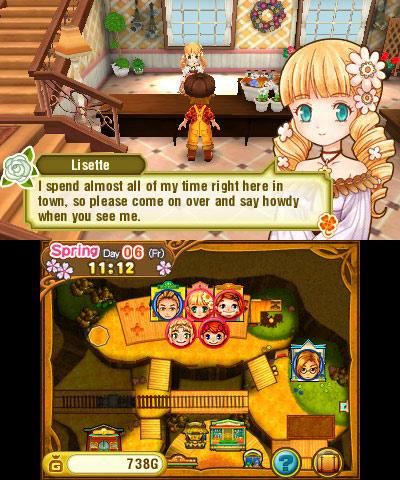 Lisette
I spend almost all of my time right here in
town, so please come on over and say howdy
when you see me.
Spring Day 06 (Fr)
11:12
G 738G
?